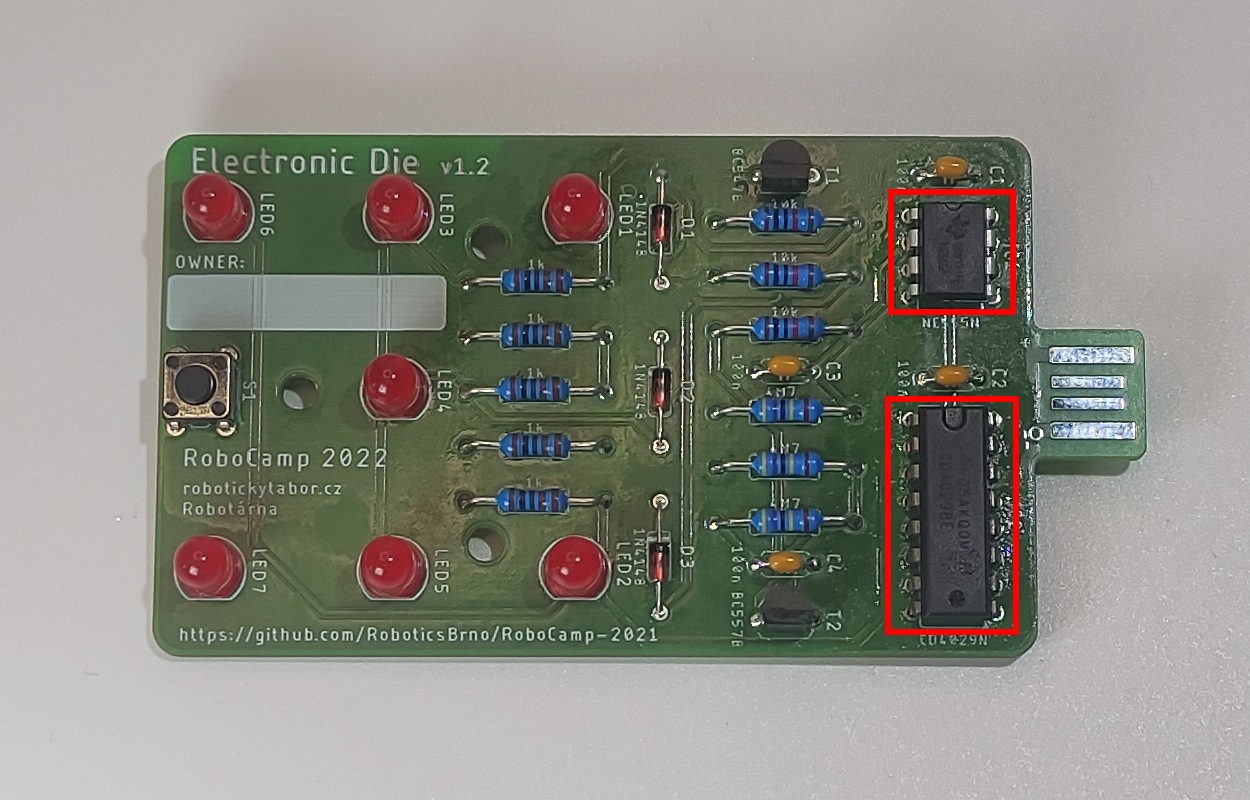 Electronic Die v1.2
LED6
LED3
LED1
1N4148
D1
BC547B
T1
10k
100n
C1
OWNER:
1k
10k
NE555N
1k
10k
100n
C3
100n
C2
S1
LED4
1k
1N4148
D2
4M7
RoboCamp 2022
1k
robotickytabor.cz
Robotárna
1k
4M7
LED7
LED5
LED2
1N4148
D3
100n
C4
BC557B
T2
CD4029BE
https://github.com/RoboticsBrno/RoboCamp-2021
CD4029N